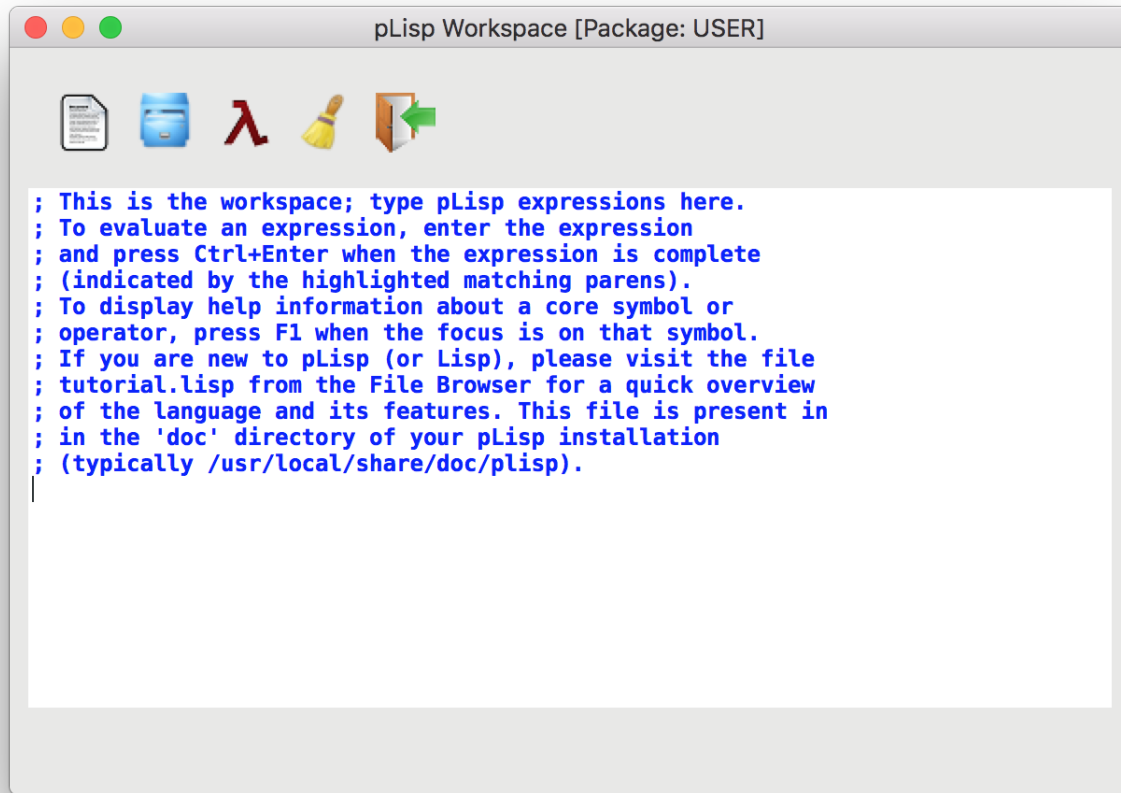 pLisp Workspace [Package: USER]
; This is the workspace; type pLisp expressions here.
; To evaluate an expression, enter the expression
; and press Ctrl+Enter when the expression is complete
; (indicated by the highlighted matching parens).
; To display help information about a core symbol or
; operator, press F1 when the focus is on that symbol.
; If you are new to pLisp (or Lisp), please visit the file
; tutorial.lisp from the File Browser for a quick overview
; of the language and its features. This file is present in
; in the 'doc' directory of your pLisp installation
; (typically /usr/local/share/doc/plisp).